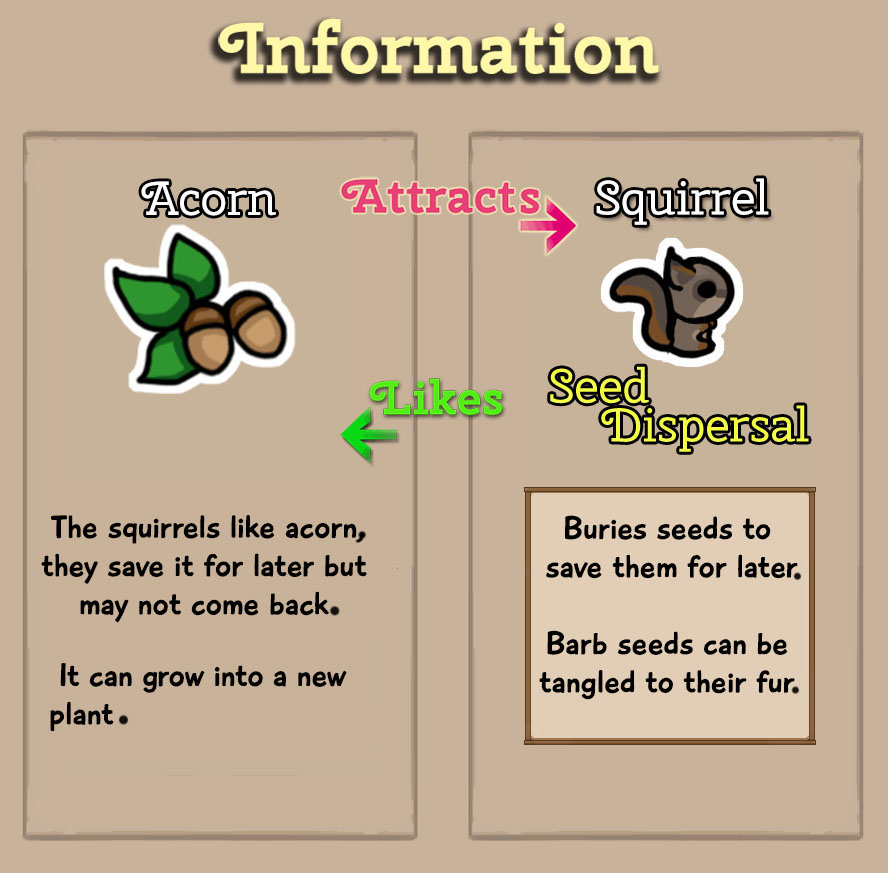 Information
Acorn
Attracts
Squirrel
Likes
Seed
Dispersal
The squirrels like acorn,
they save it for later but
may not come back.
It can grow into a new
plant.
Buries seeds to
save them for later.
Barb seeds can be
tangled to their fur.